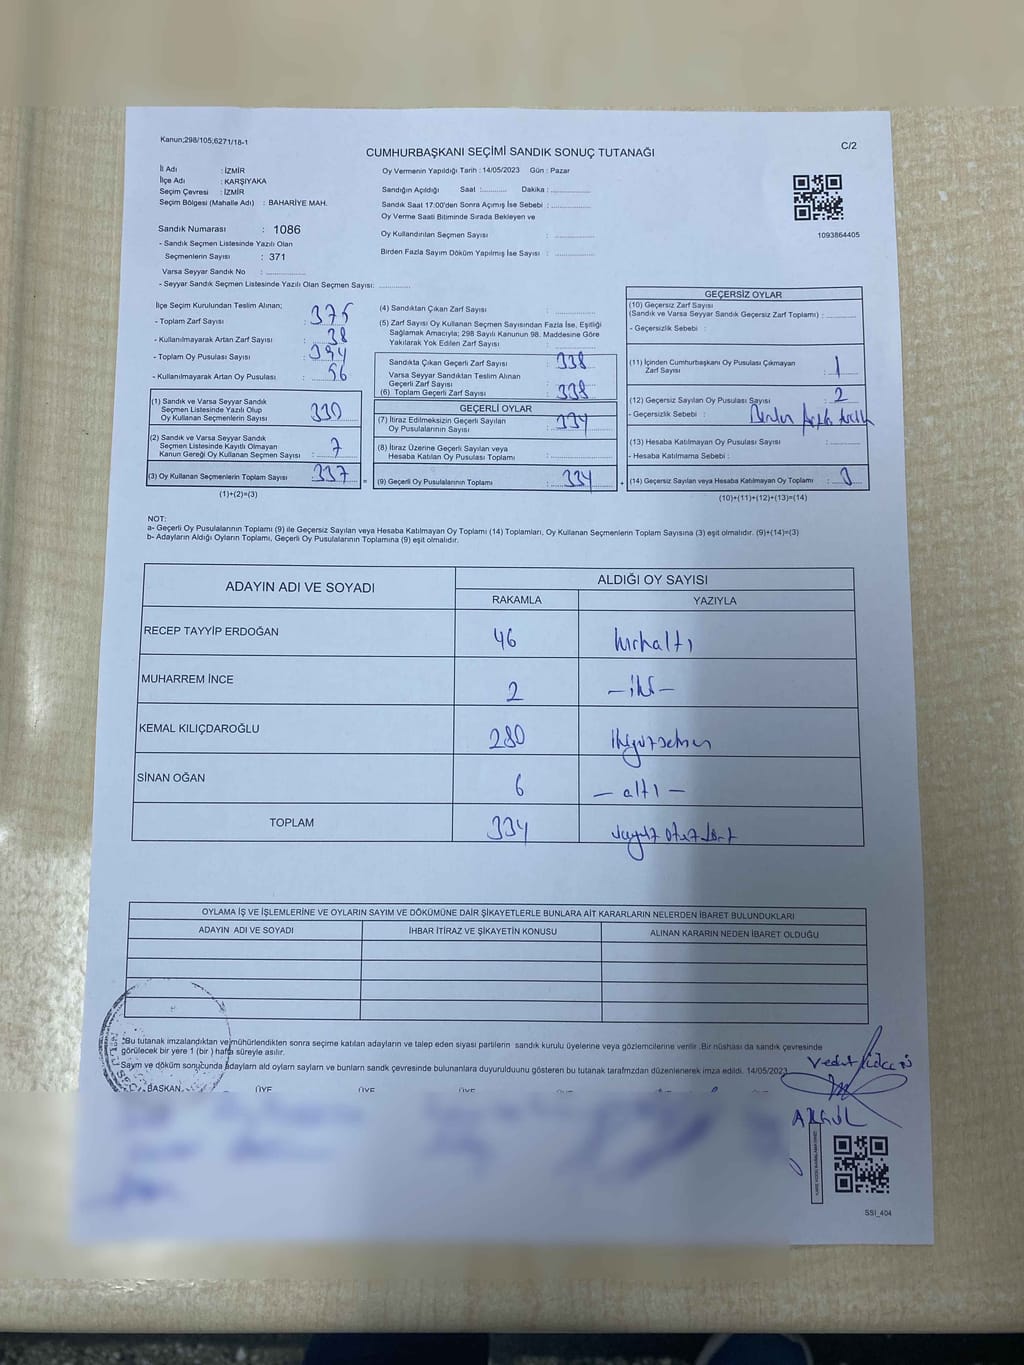 Kanun;298/105;6271/18-1
CUMHURBAŞKANI SEÇİMİ SANDIK SONUÇ TUTANAĞI
C/2
İl Adı : İZMİR
İlçe Adı : KARŞIYAKA
Seçim Çevresi : İZMİR
Seçim Bölgesi (Mahalle Adı) : BAHARİYE MAH.
Sandık Numarası : 1086
- Sandık Seçmen Listesinde Yazılı Olan
Seçmenlerin Sayısı : 371
Varsa Seyyar Sandık No : ............
- Seyyar Sandık Seçmen Listesinde Yazılı Olan Seçmen Sayısı: ............
Oy Vermenin Yapıldığı Tarih : 14/05/2023 Gün : Pazar
Sandığın Açıldığı Saat :......... Dakika :............
Sandık Saat 17:00'den Sonra Açımış İse Sebebi : ............
Oy Verme Saati Bitiminde Sırada Bekleyen ve
Oy Kullandırılan Seçmen Sayısı : ............
Birden Fazla Sayım Döküm Yapılmış İse Sayısı : ............
1093864405
İlçe Seçim Kurulundan Teslim Alınan;
- Toplam Zarf Sayısı : 375
- Kullanılmayarak Artan Zarf Sayısı : 38
- Toplam Oy Pusulası Sayısı : 394
- Kullanılmayarak Artan Oy Pusulası : 56
(1) Sandık ve Varsa Seyyar Sandık
Seçmen Listesinde Yazılı Olup
Oy Kullanan Seçmenlerin Sayısı : 330
(2) Sandık ve Varsa Seyyar Sandık
Seçmen Listesinde Kayıtlı Olmayan
Kanun Gereği Oy Kullanan Seçmen Sayısı : 7
(3) Oy Kullanan Seçmenlerin Toplam Sayısı : 337
(1)+(2)=(3)
(4) Sandıktan Çıkan Zarf Sayısı : ............
(5) Zarf Sayısı Oy Kullanan Seçmen Sayısından Fazla İse, Eşitliği
Sağlamak Amacıyla; 298 Sayılı Kanunun 98. Maddesine Göre
Yakılarak Yok Edilen Zarf Sayısı : ............
Sandıkta Çıkan Geçerli Zarf Sayısı : 338
Varsa Seyyar Sandıktan Teslim Alınan
Geçerli Zarf Sayısı :
(6) Toplam Geçerli Zarf Sayısı : 338
GEÇERLİ OYLAR
(7) İtiraz Edilmeksizin Geçerli Sayılan
Oy Pusulalarının Sayısı : 334
(8) İtiraz Üzerine Geçerli Sayılan veya
Hesaba Katılan Oy Pusulası Toplamı : ............
= (9) Geçerli Oy Pusulalarının Toplamı : 334 +
GEÇERSİZ OYLAR
(10) Geçersiz Zarf Sayısı
(Sandık ve Varsa Seyyar Sandık Geçersiz Zarf Toplamı) : ............
- Geçersizlik Sebebi :
(11) İçinden Cumhurbaşkanı Oy Pusulası Çıkmayan
Zarf Sayısı : 1
(12) Geçersiz Sayılan Oy Pusulası Sayısı : 2
- Geçersizlik Sebebi :
(13) Hesaba Katılmayan Oy Pusulası Sayısı : ............
- Hesaba Katılmama Sebebi :
(14) Geçersiz Sayılan veya Hesaba Katılmayan Oy Toplamı : 3
(10)+(11)+(12)+(13)=(14)
NOT:
a- Geçerli Oy Pusulalarının Toplamı (9) ile Geçersiz Sayılan veya Hesaba Katılmayan Oy Toplamı (14) Toplamları, Oy Kullanan Seçmenlerin Toplam Sayısına (3) eşit olmalıdır. (9)+(14)=(3)
b- Adayların Aldığı Oyların Toplamı, Geçerli Oy Pusulalarının Toplamına (9) eşit olmalıdır.
ADAYIN ADI VE SOYADI ALDIĞI OY SAYISI
RAKAMLA YAZIYLA
RECEP TAYYİP ERDOĞAN 46 kırkaltı
MUHARREM İNCE 2 -iki-
KEMAL KILIÇDAROĞLU 280 ikiyüzseksen
SİNAN OĞAN 6 - altı -
TOPLAM 334 üçyüz otuz dört
OYLAMA İŞ VE İŞLEMLERİNE VE OYLARIN SAYIM VE DÖKÜMÜNE DAİR ŞİKAYETLERLE BUNLARA AİT KARARLARIN NELERDEN İBARET BULUNDUKLARI
ADAYIN ADI VE SOYADI İHBAR İTİRAZ VE ŞİKAYETİN KONUSU ALINAN KARARIN NEDEN İBARET OLDUĞU
*Bu tutanak imzalandıktan ve mühürlendikten sonra seçime katılan adayların ve talep eden siyasi partilerin sandık kurulu üyelerine veya gözlemcilerine verilir .Bir nüshası da sandık çevresinde
görülecek bir yere 1 (bir ) hafta süreyle asılır.
Sayım ve döküm sonucunda adayların ald oyların sayların ve bunların sandk çevresinde bulunanlara duyurulduunu gösteren bu tutanak tarafmızdan düzenlenerek imza edildi. 14/05/2023
BAŞKAN ÜYE ÜYE ÜYE
Vedat
AKGÜL
SSI_404